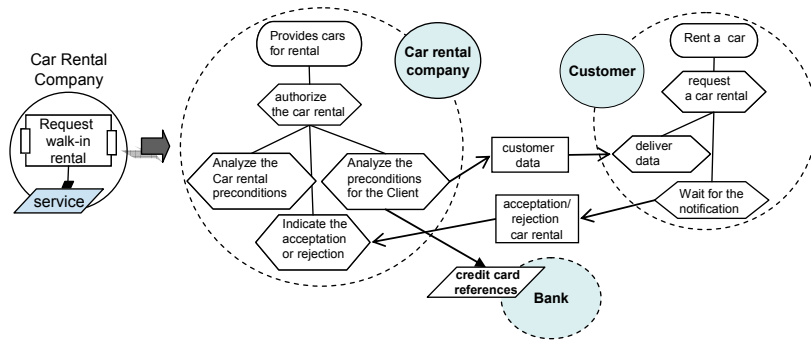 Car Rental
Company
Request
walk-in
rental
service
Provides cars
for rental
authorize
the car rental
Analyze the
Car rental
preconditions
Analyze the
preconditions
for the Client
Indicate the
acceptation
or rejection
Car rental
company
customer
data
acceptation/
rejection
car rental
credit card
references
Bank
Customer
Rent a car
request
a car rental
deliver
data
Wait for the
notification